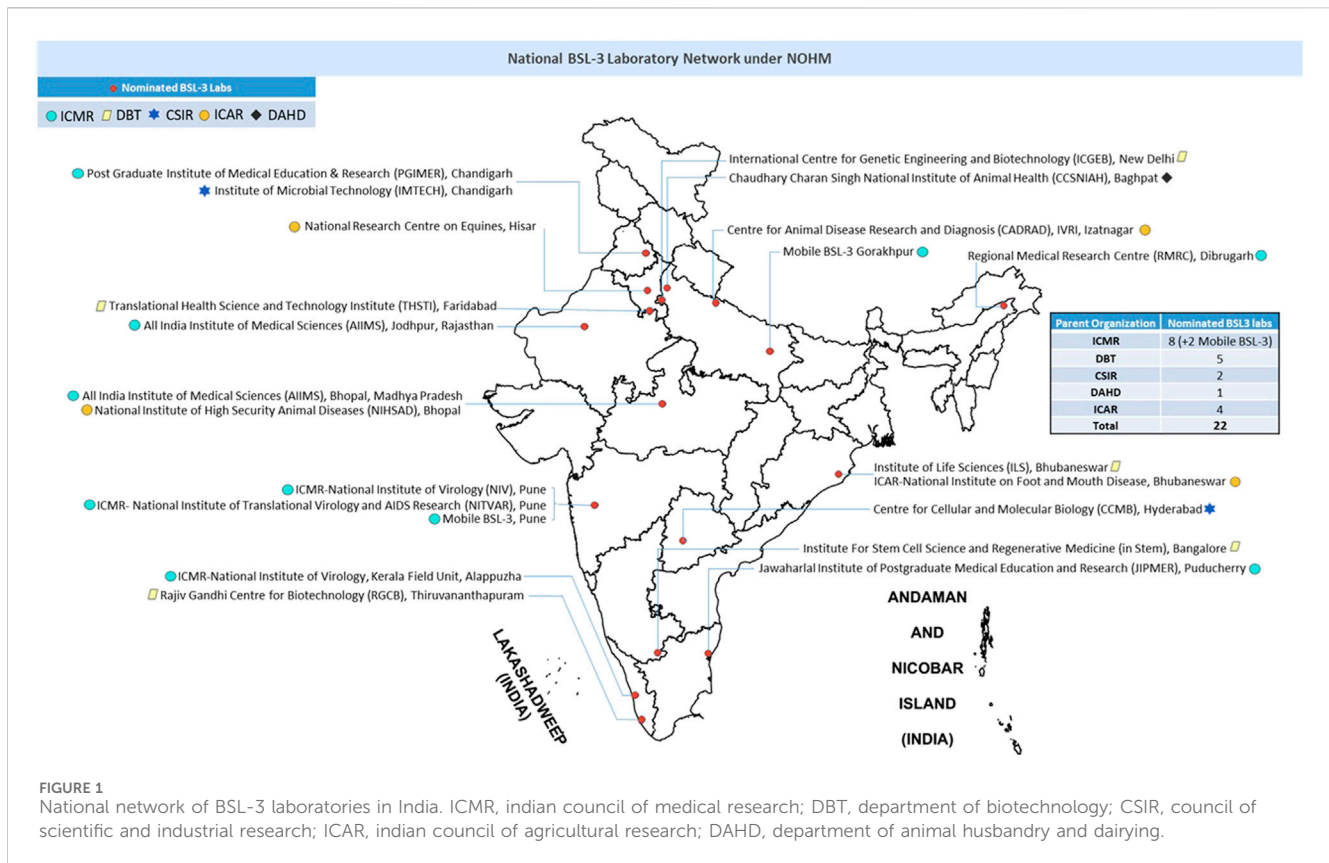 National BSL-3 Laboratory Network under NOHM
Nominated BSL-3 Labs
ICMR DBT CSIR ICAR DAHD
Post Graduate Institute of Medical Education & Research (PGIMER), Chandigarh
Institute of Microbial Technology (IMTECH), Chandigarh
National Research Centre on Equines, Hisar
Translational Health Science and Technology Institute (THSTI), Faridabad
All India Institute of Medical Sciences (AIIMS), Jodhpur, Rajasthan
All India Institute of Medical Sciences (AIIMS), Bhopal, Madhya Pradesh
National Institute of High Security Animal Diseases (NIHSAD), Bhopal
ICMR-National Institute of Virology (NIV), Pune
ICMR- National Institute of Translational Virology and AIDS Research (NITVAR), Pune
Mobile BSL-3, Pune
ICMR-National Institute of Virology, Kerala Field Unit, Alappuzha
Rajiv Gandhi Centre for Biotechnology (RGCB), Thiruvananthapuram
International Centre for Genetic Engineering and Biotechnology (ICGEB), New Delhi
Chaudhary Charan Singh National Institute of Animal Health (CCSNIAH), Baghpat
Centre for Animal Disease Research and Diagnosis (CADRAD), IVRI, Izatnagar
Mobile BSL-3 Gorakhpur
Regional Medical Research Centre (RMRC), Dibrugarh
Parent Organization Nominated BSL3 labs
ICMR 8 (+2 Mobile BSL-3)
DBT 5
CSIR 2
DAHD 1
ICAR 4
Total 22
Institute of Life Sciences (ILS), Bhubaneswar
ICAR-National Institute on Foot and Mouth Disease, Bhubaneswar
Centre for Cellular and Molecular Biology (CCMB), Hyderabad
Institute For Stem Cell Science and Regenerative Medicine (in Stem), Bangalore
Jawaharlal Institute of Postgraduate Medical Education and Research (JIPMER), Puducherry
LAKASHADWEEP
(INDIA)
ANDAMAN
AND
NICOBAR
ISLAND
(INDIA)
FIGURE 1
National network of BSL-3 laboratories in India. ICMR, indian council of medical research; DBT, department of biotechnology; CSIR, council of
scientific and industrial research; ICAR, indian council of agricultural research; DAHD, department of animal husbandry and dairying.